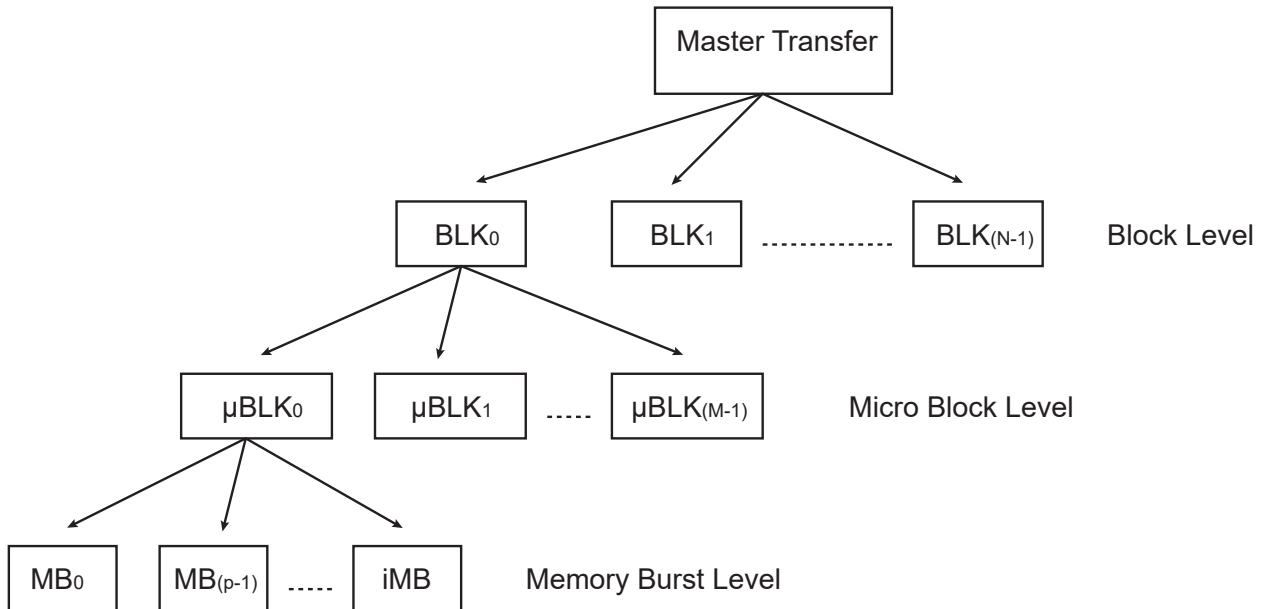 Master Transfer
BLK0 BLK1 BLK(N-1) Block Level
µBLK0 µBLK1 µBLK(M-1) Micro Block Level
MB0 MB(p-1) iMB Memory Burst Level